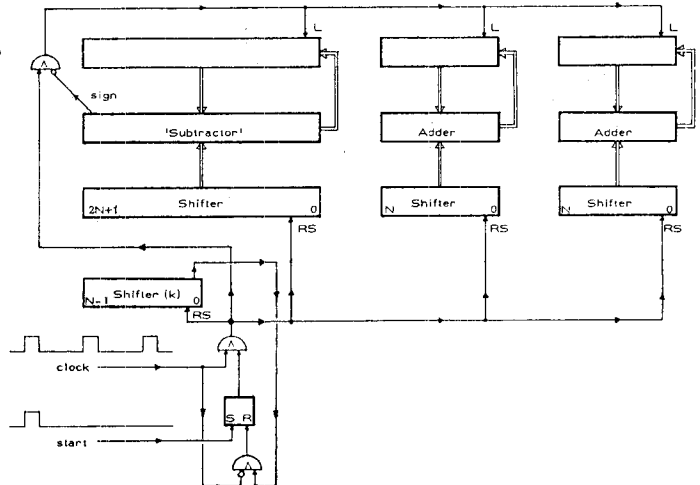 L
L
L
Λ
sign
'Subtractor'
Adder
Adder
2N+1 Shifter 0
N Shifter 0
N Shifter 0
RS
RS
RS
N-1 Shifter (k) 0
RS
Λ
clock
S R
start
Λ